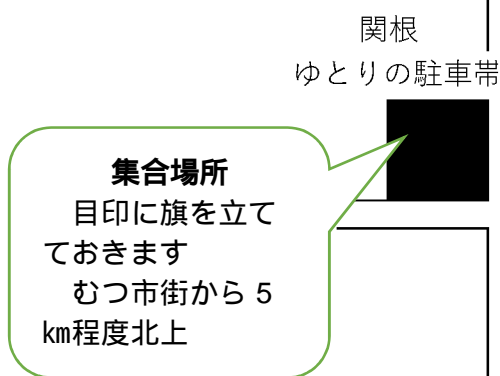 関根
ゆとりの駐車帯
集合場所
　目印に旗を立て
ておきます
　むつ市街から５
㎞程度北上